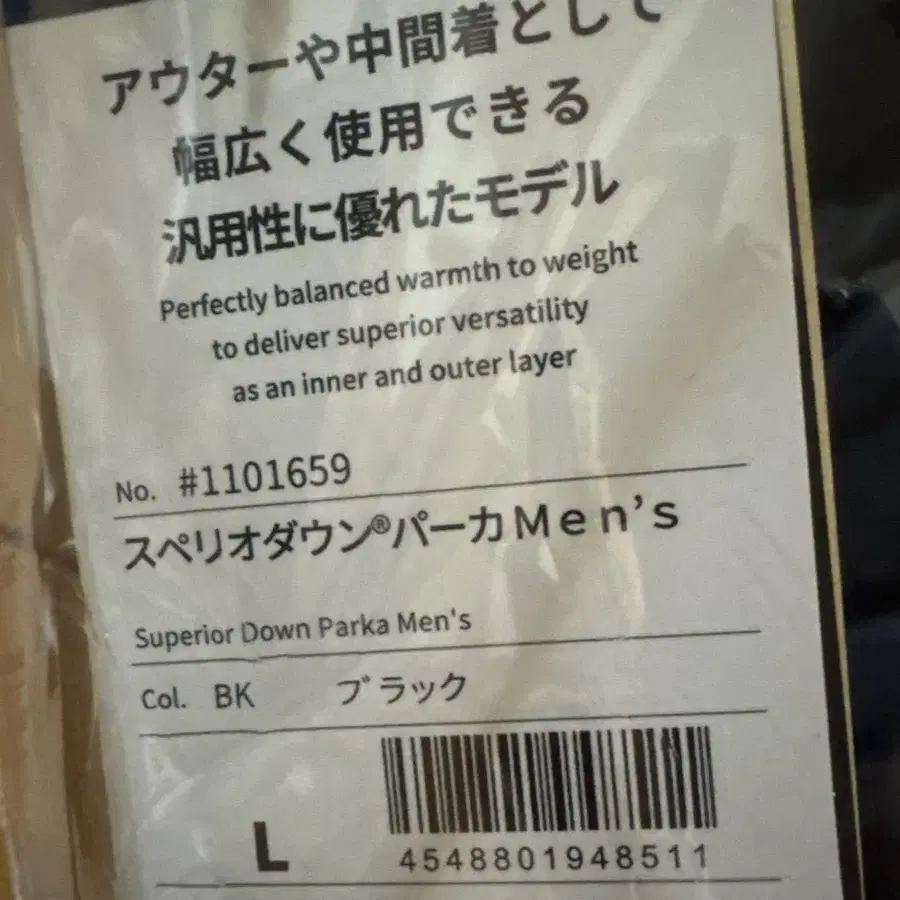 アウターや中間着として
幅広く使用できる
汎用性に優れたモデル
Perfectly balanced warmth to weight
to deliver superior versatility
as an inner and outer layer
No. #1101659
スペリオダウン®パーカMen's
Superior Down Parka Men's
Col. BK ブラック
L
4548801948511